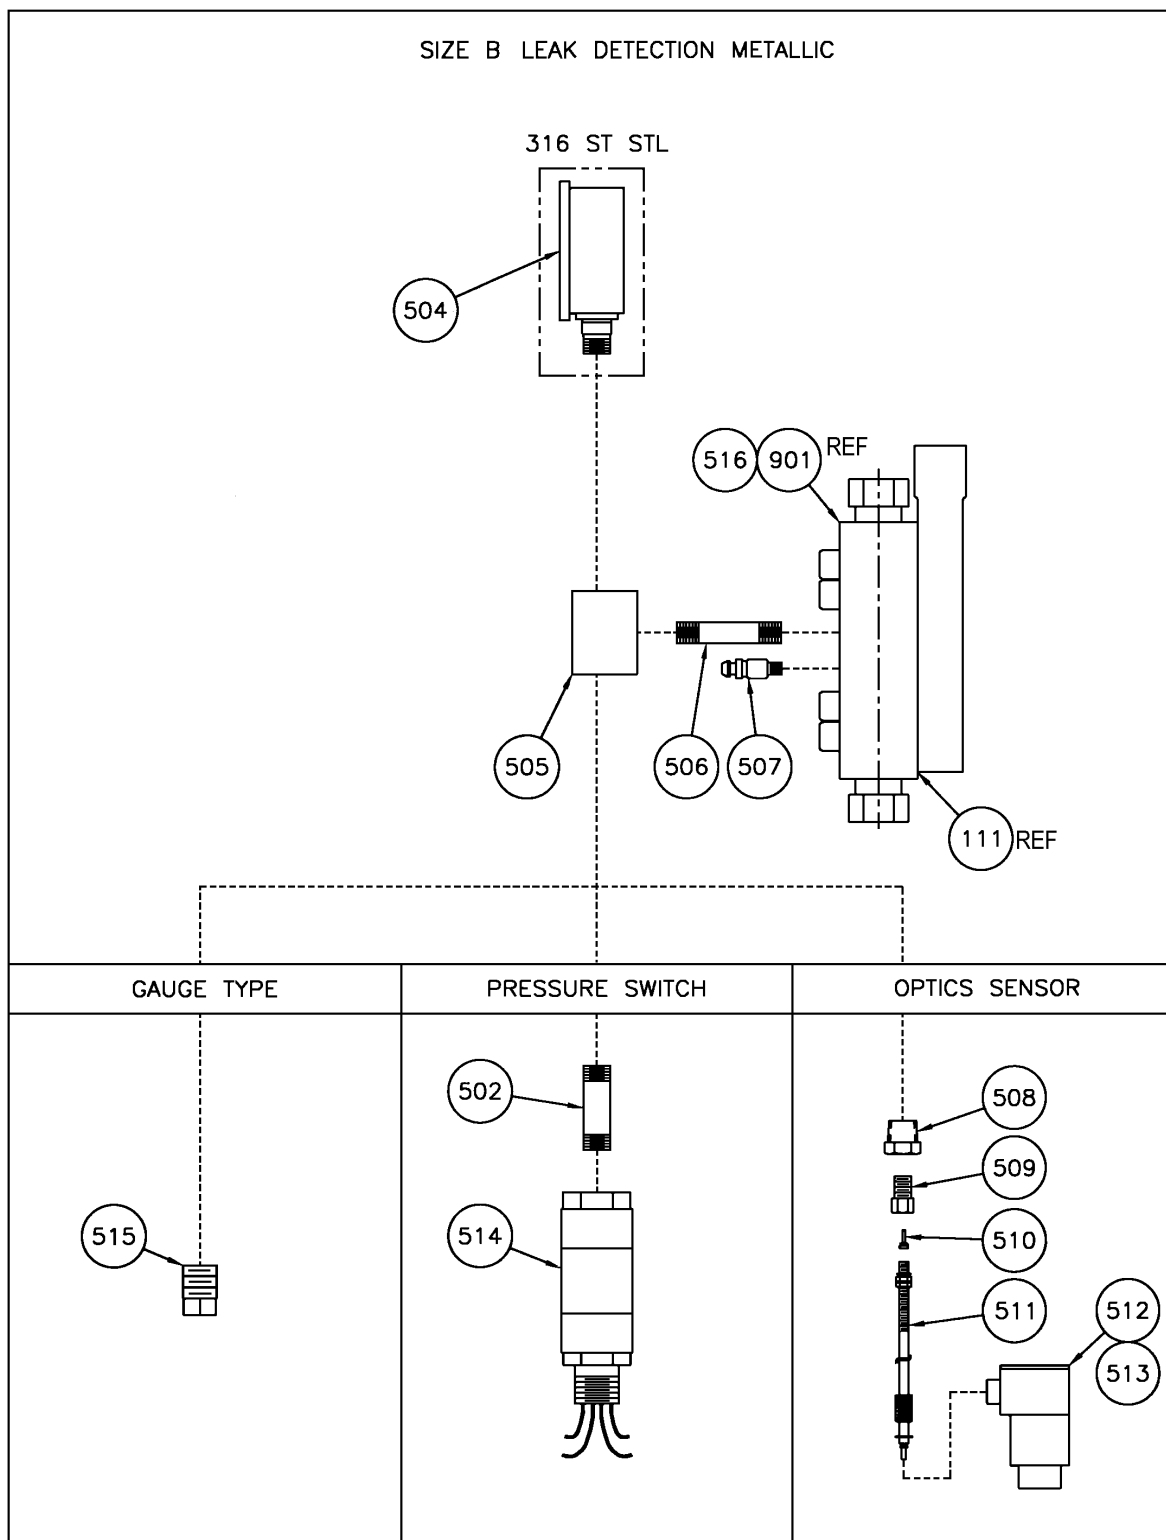 SIZE B LEAK DETECTION METALLIC
316 ST STL
504
516 901 REF
505
506
507
111 REF
GAUGE TYPE
PRESSURE SWITCH
OPTICS SENSOR
502
508
509
515
514
510
511
512
513